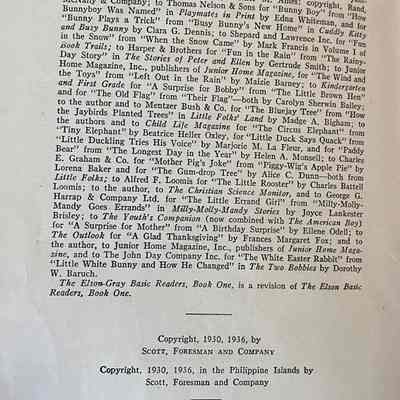 McNally & Company; to Thomas Nelson & Sons for "Bunny Boy" from "How
Bunnyboy Was Named" in Playmates in Print by Edna Whiteman, and for
"Bunny Plays a Trick" from "Busy Bunny's New Home" in Cuddly Kitty
and Busy Bunny by Clara G. Dennis; to Shepard and Lawrence, Inc. for "Fun
in the Snow" from "When the Snow Came" by Mark Francis in Volume I of
Book Trails; to Harper & Brothers for "Fun in the Rain" from "The Rainy-
Day Story" in The Stories of Peter and Ellen by Gertrude Smith; to Junior Home
Magazine, Inc., publishers of Junior Home Magazine, for "The Wind and
the Toys" from "Left Out in the Rain" by Maizie Barney; to Kindergarten
and First Grade for "A Surprise for Bobby" from "The Little Brown Hen"
and for "The Old Flag" from "Their Flag"—both by Carolyn Sherwin Bailey;
to the author and to Mentzer Bush & Co. for "The Bluejay Tree" from "How
the Jaybirds Planted Trees" in Little Folks' Land by Madge A. Bigham; to the
authors and to Child Life Magazine for "The Circus Elephant" from
"Tiny Elephant" by Beatrice Heller Oxley, for "Little Duck Says Quack" from
"Little Duckling Tries His Voice" by Marjorie M. La Fleur, and for "Paddy
Bear" from "The Longest Day in the Year" by Helen A. Monsell; to Charles
E. Graham & Co. for "Mother Pig's Joke" from "Piggy-Wig's Apple Pie" by
Lorena Baker and for "The Gum-drop Tree" by Alice C. Dunn—both from
Little Folks; to Alfred F. Loomis for "The Little Rooster" by Charles Battell
Loomis; to the author, to The Christian Science Monitor, and to George G.
Harrap & Company Ltd. for "The Little Errand Girl" from "Milly-Molly-
Mandy Goes Errands" in Milly-Molly-Mandy Stories by Joyce Lankester
Brisley; to The Youth's Companion (now combined with The American Boy)
for "A Surprise for Mother" from "A Birthday Surprise" by Eilene Odell; to
The Outlook for "A Glad Thanksgiving" by Frances Margaret Fox; and to
the author, to Junior Home Magazine, Inc., publishers of Junior Home Maga-
zine, and to The John Day Company Inc. for "The White Easter Rabbit" from
"Little White Bunny and How He Changed" in The Two Bobbies by Dorothy
W. Baruch.
The Elson-Gray Basic Readers, Book One, is a revision of The Elson Basic
Readers, Book One.
Copyright, 1930, 1936, by
SCOTT, FORESMAN AND COMPANY
Copyright, 1930, 1936, in the Philippine Islands by
Scott, Foresman and Company